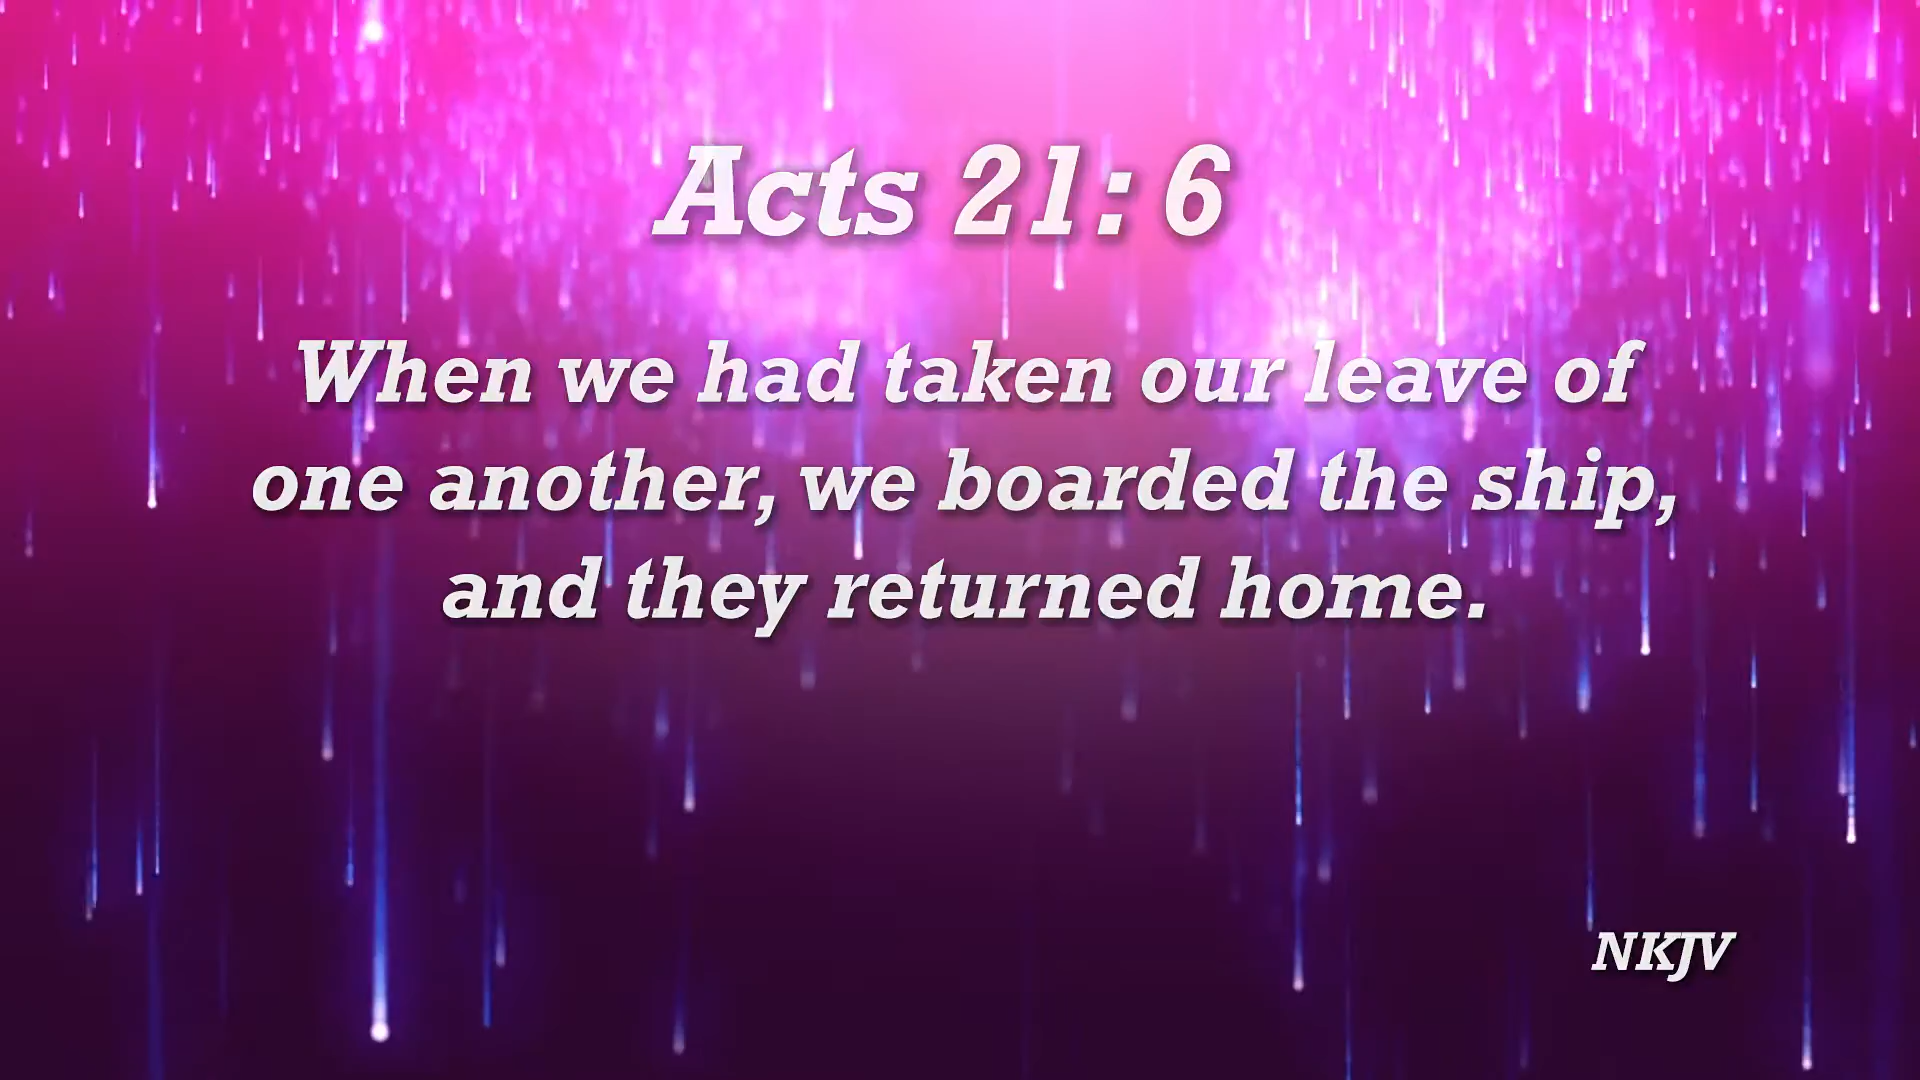 Acts 21: 6
When we had taken our leave of
one another, we boarded the ship,
and they returned home.
NKJV